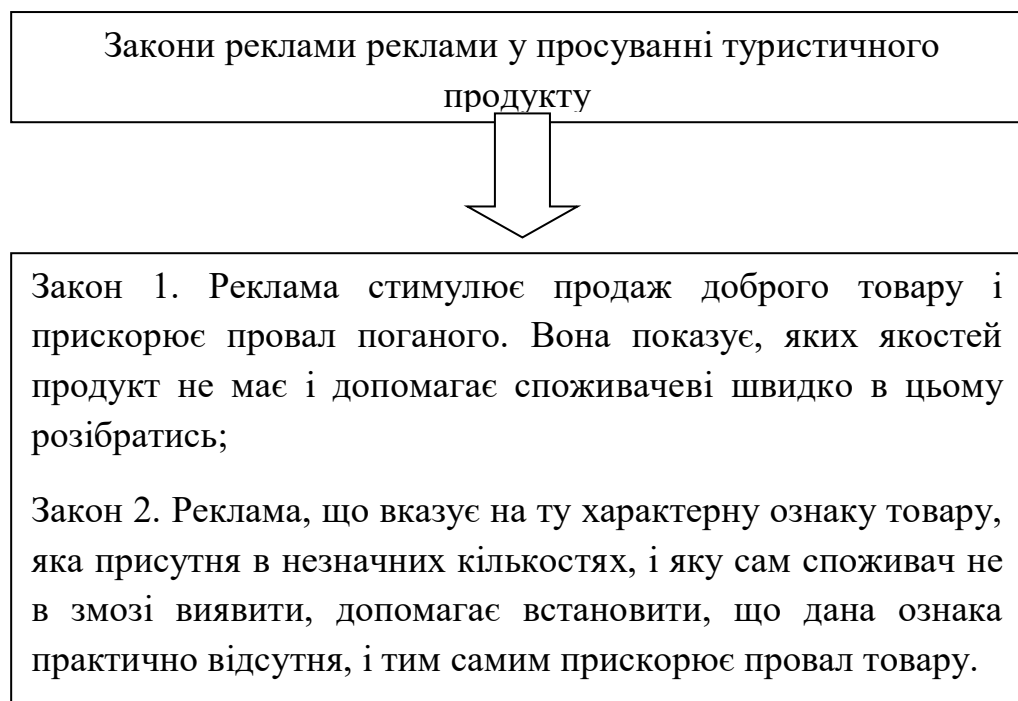 Закони реклами реклами у просуванні туристичного
продукту
Закон 1. Реклама стимулює продаж доброго товару і
прискорює провал поганого. Вона показує, яких якостей
продукт не має і допомагає споживачеві швидко в цьому
розібратись;
Закон 2. Реклама, що вказує на ту характерну ознаку товару,
яка присутня в незначних кількостях, і яку сам споживач не
в змозі виявити, допомагає встановити, що дана ознака
практично відсутня, і тим самим прискорює провал товару.